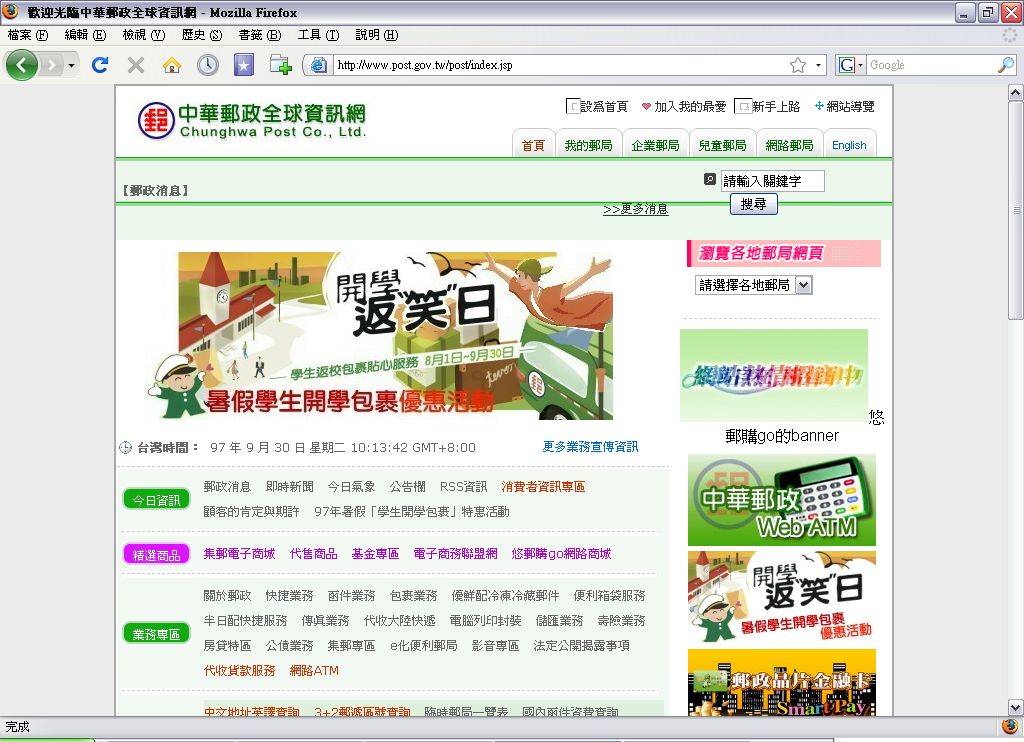 歡迎光臨中華郵政全球資訊網 - Mozilla Firefox
檔案 (F) 編輯 (E) 檢視 (V) 歷史 (S) 書籤 (B) 工具 (T) 說明 (H)
http://www.post.gov.tw/post/index.jsp
G Google
郵 中華郵政全球資訊網
Chunghwa Post Co., Ltd.
設為首頁 加入我的最愛 新手上路 網站導覽
首頁 我的郵局 企業郵局 兒童郵局 網路郵局 English
【郵政消息】
請輸入關鍵字
>>更多消息
搜尋
瀏覽各地郵局網頁
請選擇各地郵局
開學
返"笑"日
學生返校包裹貼心服務 8月1日~9月30日
暑假學生開學包裹優惠活動
悠
郵購go的banner
台灣時間： 97 年 9 月 30 日 星期二 10:13:42 GMT+8:00
更多業務宣傳資訊
今日資訊
郵政消息 即時新聞 今日氣象 公告欄 RSS資訊 消費者資訊專區
顧客的肯定與期許 97年暑假「學生開學包裹」特惠活動
精選商品
集郵電子商城 代售商品 基金專區 電子商務聯盟網 悠郵購go網路商城
業務專區
關於郵政 快捷業務 函件業務 包裹業務 優鮮配冷凍冷藏郵件 便利箱袋服務
半日配快捷服務 傳真業務 代收大陸快遞 電腦列印封裝 儲匯業務 壽險業務
房貸特區 公債業務 集郵專區 e化便利郵局 影音專區 法定公開揭露事項
代收貨款服務 網路ATM
中文地址英譯查詢 3+2郵遞區號查詢 臨時郵局一覽表 國內函件資費查詢
中華郵政
Web ATM
開學
返"笑"日
暑假學生開學包裹
優惠活動
郵政晶片金融卡
Smart Pay
完成